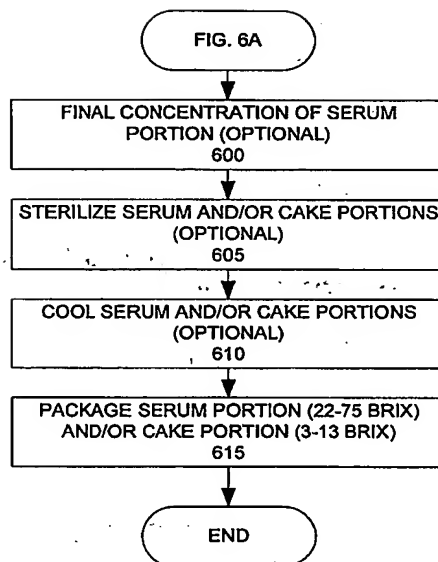 FIG. 6A
FINAL CONCENTRATION OF SERUM
PORTION (OPTIONAL)
600
STERILIZE SERUM AND/OR CAKE PORTIONS
(OPTIONAL)
605
COOL SERUM AND/OR CAKE PORTIONS
(OPTIONAL)
610
PACKAGE SERUM PORTION (22-75 BRIX)
AND/OR CAKE PORTION (3-13 BRIX)
615
END